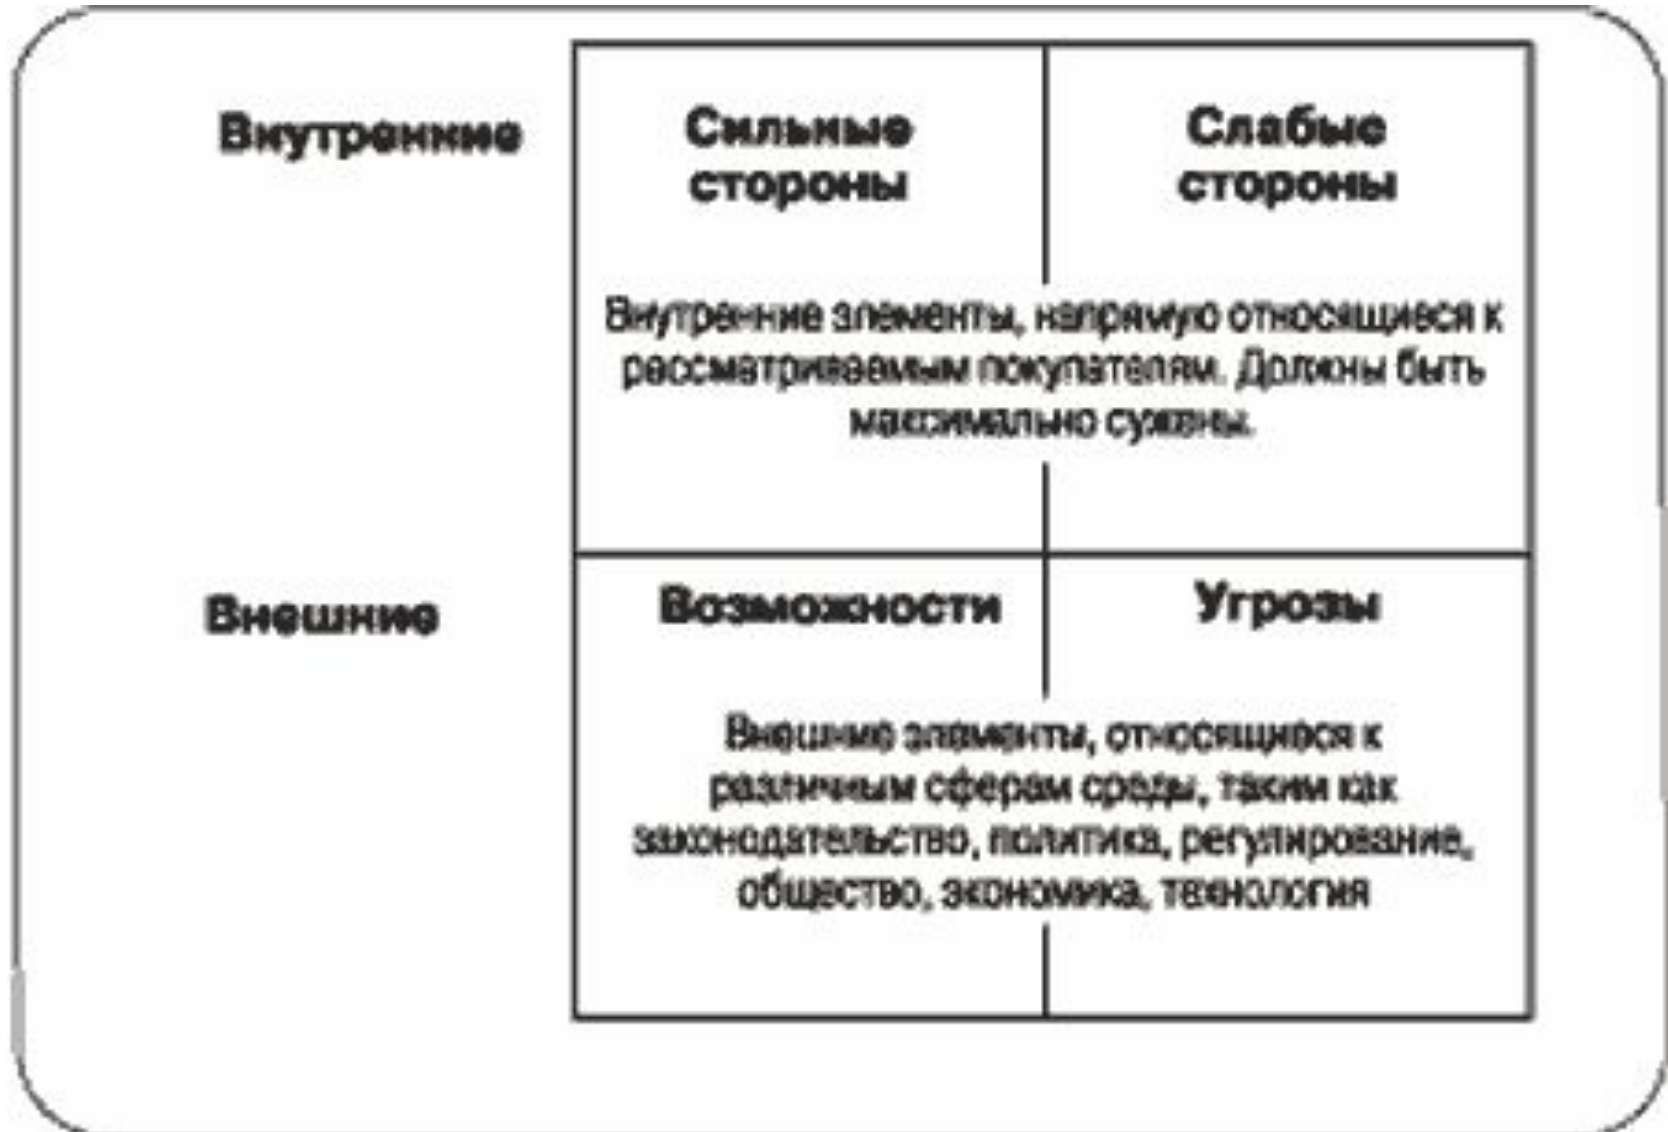 Внутренние
Сильные
стороны
Слабые
стороны
Внутренние элементы, напрямую относящиеся к
рассматриваемым покупателям. Должны быть
максимально сужены.
Внешние
Возможности
Угрозы
Внешние элементы, относящиеся к
различным сферам среды, таким как
законодательство, политика, регулирование,
общество, экономика, технология